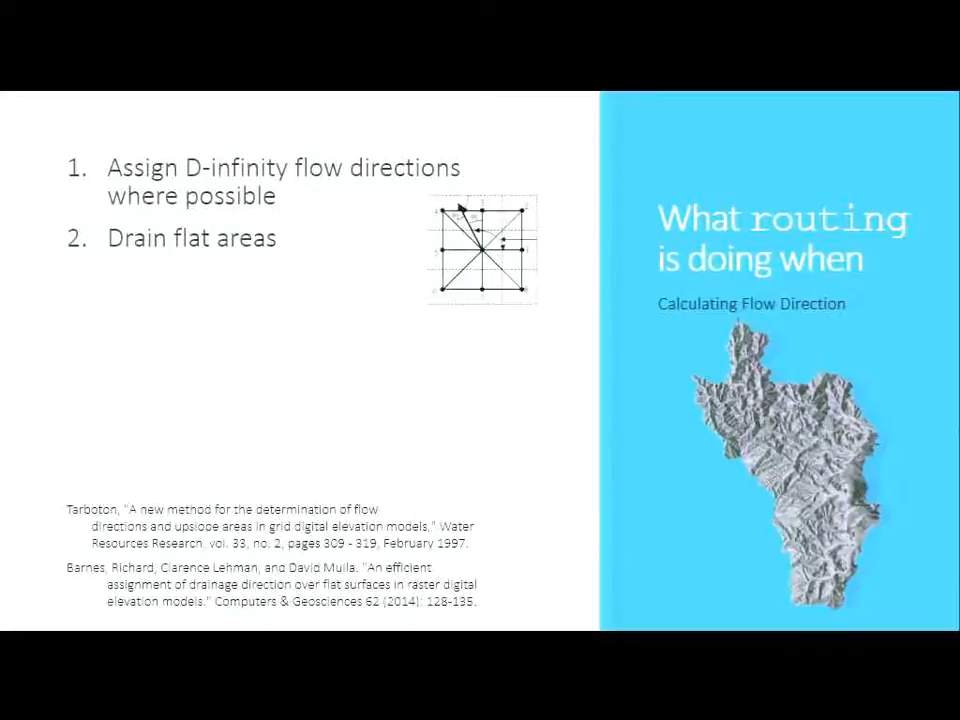 1. Assign D-infinity flow directions
where possible
2. Drain flat areas
What routing
is doing when
Calculating Flow Direction
Tarboton, "A new method for the determination of flow
directions and upslope areas in grid digital elevation models," Water
Resources Research, vol. 33, no. 2, pages 309 - 319, February 1997.
Barnes, Richard, Clarence Lehman, and David Mulla. "An efficient
assignment of drainage direction over flat surfaces in raster digital
elevation models." Computers & Geosciences 62 (2014): 128-135.